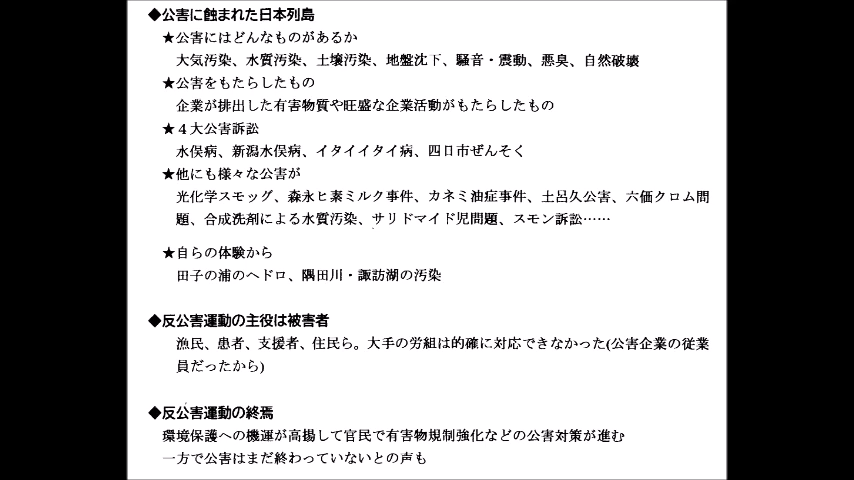 ◆公害に蝕まれた日本列島
★公害にはどんなものがあるか
大気汚染、水質汚染、土壌汚染、地盤沈下、騒音・震動、悪臭、自然破壊
★公害をもたらしたもの
企業が排出した有害物質や旺盛な企業活動がもたらしたもの
★4大公害訴訟
水俣病、新潟水俣病、イタイイタイ病、四日市ぜんそく
★他にも様々な公害が
光化学スモッグ、森永ヒ素ミルク事件、カネミ油症事件、土呂久公害、六価クロム問
題、合成洗剤による水質汚染、サリドマイド児問題、スモン訴訟……
★自らの体験から
田子の浦のヘドロ、隅田川・諏訪湖の汚染
◆反公害運動の主役は被害者
漁民、患者、支援者、住民ら。大手の労組は的確に対応できなかった(公害企業の従業
員だったから)
◆反公害運動の終焉
環境保護への機運が高揚して官民で有害物規制強化などの公害対策が進む
一方で公害はまだ終わっていないとの声も